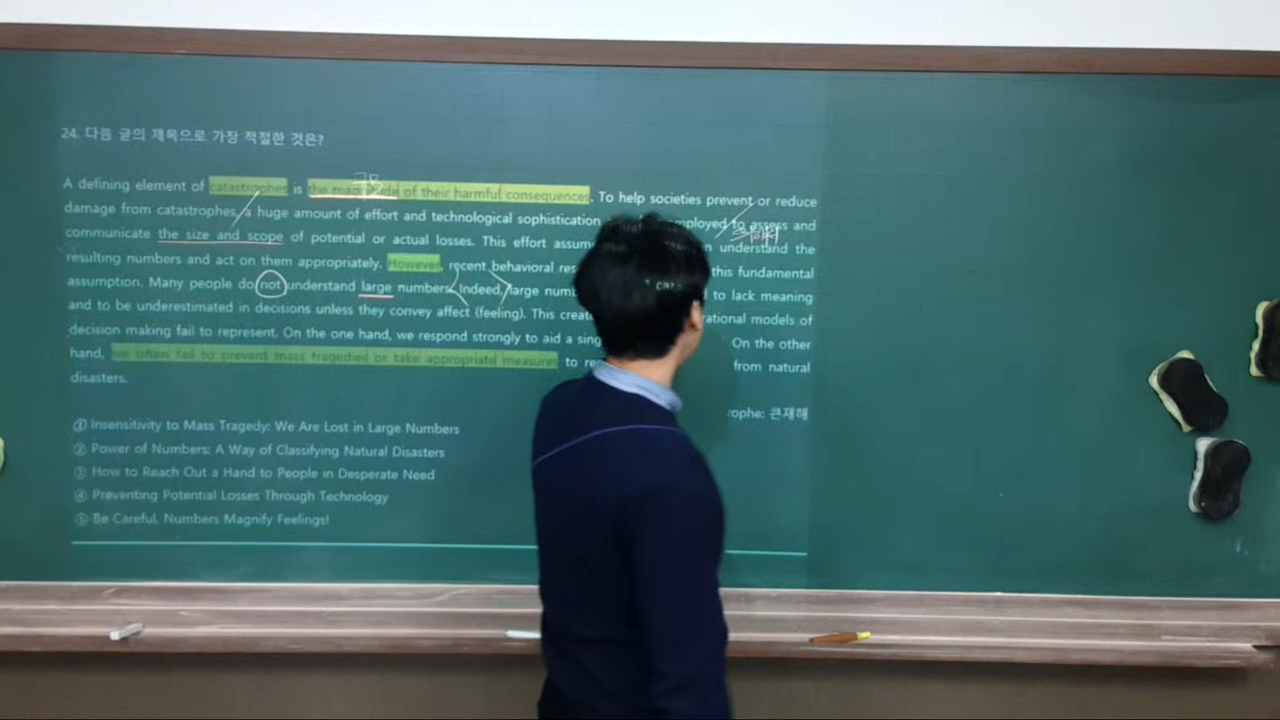 24. 다음 글의 제목으로 가장 적절한 것은?
A defining element of catastrophes is the magnitude of their harmful consequences. To help societies prevent or reduce
damage from catastrophes, a huge amount of effort and technological sophistication employed to assess and
communicate the size and scope of potential or actual losses. This effort assum n understand the
resulting numbers and act on them appropriately. However, recent behavioral res this fundamental
assumption. Many people do not understand large numbers. Indeed, large num to lack meaning
and to be underestimated in decisions unless they convey affect (feeling). This create rational models of
decision making fail to represent. On the one hand, we respond strongly to aid a sing On the other
hand, we often fail to prevent mass tragedies or take appropriate measures to re from natural
disasters.
rophe: 큰재해
① Insensitivity to Mass Tragedy: We Are Lost in Large Numbers
② Power of Numbers: A Way of Classifying Natural Disasters
③ How to Reach Out a Hand to People in Desperate Need
④ Preventing Potential Losses Through Technology
⑤ Be Careful, Numbers Magnify Feelings!